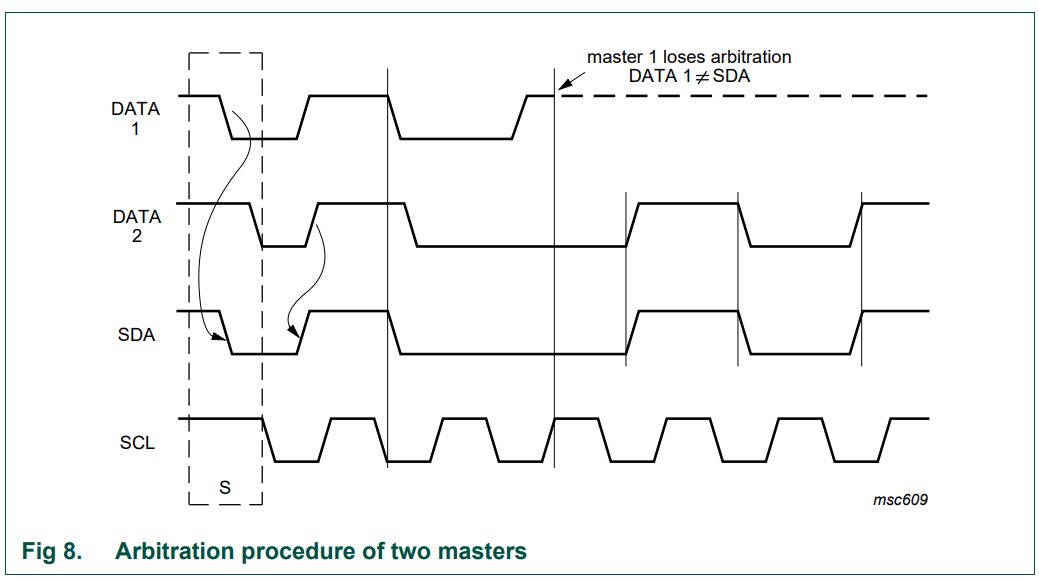 master 1 loses arbitration
DATA 1 ≠ SDA
DATA
1
DATA
2
SDA
SCL
S
msc609
Fig 8. Arbitration procedure of two masters